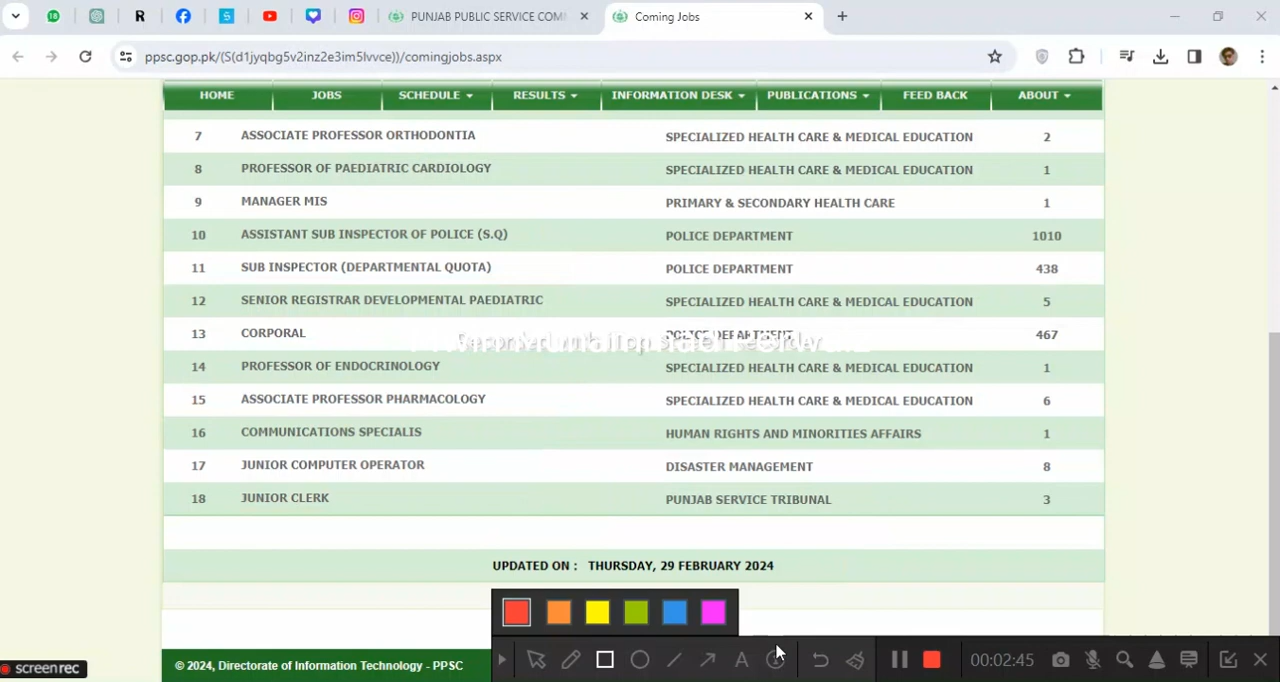 PUNJAB PUBLIC SERVICE COM
Coming Jobs
ppsc.gop.pk/(S(d1jyqbg5v2inz2e3im5lvvce))/comingjobs.aspx
HOME JOBS SCHEDULE RESULTS INFORMATION DESK PUBLICATIONS FEED BACK ABOUT
7 ASSOCIATE PROFESSOR ORTHODONTIA SPECIALIZED HEALTH CARE & MEDICAL EDUCATION 2
8 PROFESSOR OF PAEDIATRIC CARDIOLOGY SPECIALIZED HEALTH CARE & MEDICAL EDUCATION 1
9 MANAGER MIS PRIMARY & SECONDARY HEALTH CARE 1
10 ASSISTANT SUB INSPECTOR OF POLICE (S.Q) POLICE DEPARTMENT 1010
11 SUB INSPECTOR (DEPARTMENTAL QUOTA) POLICE DEPARTMENT 438
12 SENIOR REGISTRAR DEVELOPMENTAL PAEDIATRIC SPECIALIZED HEALTH CARE & MEDICAL EDUCATION 5
13 CORPORAL POLICE DEPARTMENT 467
14 PROFESSOR OF ENDOCRINOLOGY SPECIALIZED HEALTH CARE & MEDICAL EDUCATION 1
15 ASSOCIATE PROFESSOR PHARMACOLOGY SPECIALIZED HEALTH CARE & MEDICAL EDUCATION 6
16 COMMUNICATIONS SPECIALIS HUMAN RIGHTS AND MINORITIES AFFAIRS 1
17 JUNIOR COMPUTER OPERATOR DISASTER MANAGEMENT 8
18 JUNIOR CLERK PUNJAB SERVICE TRIBUNAL 3
UPDATED ON : THURSDAY, 29 FEBRUARY 2024
© 2024, Directorate of Information Technology - PPSC
screenrec
00:02:45